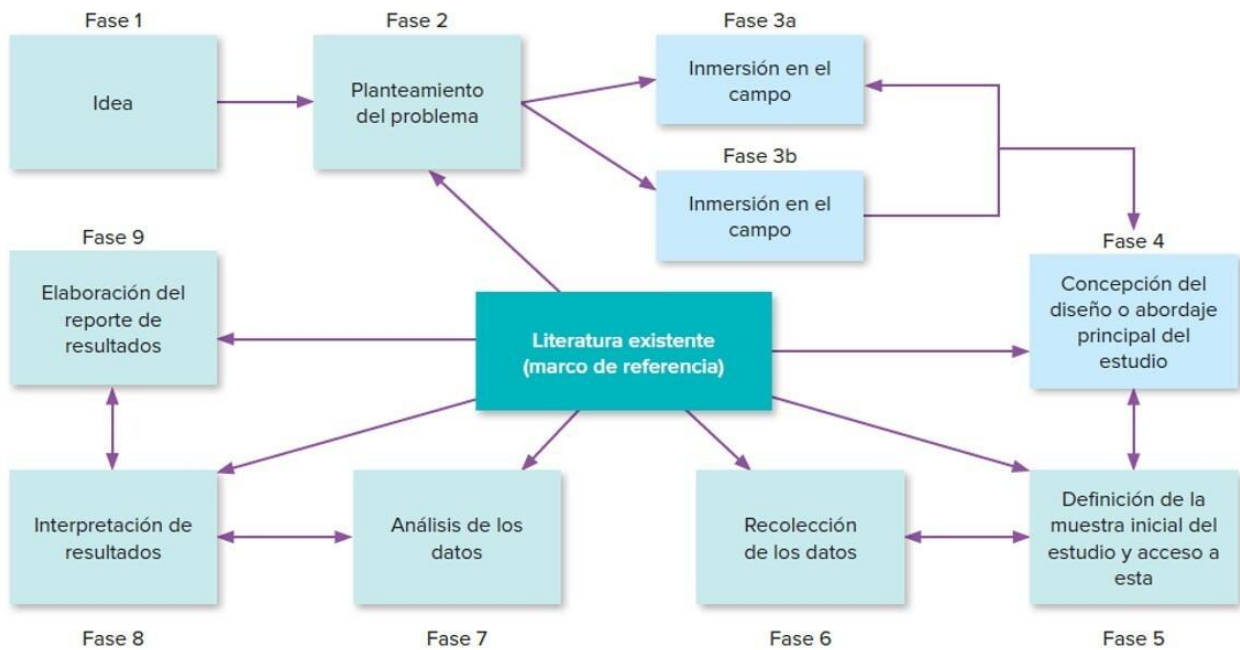 Fase 1
Idea
Fase 2
Planteamiento
del problema
Fase 3a
Inmersión en el
campo
Fase 3b
Inmersión en el
campo
Fase 4
Concepción del
diseño o abordaje
principal del
estudio
Fase 9
Elaboración del
reporte de
resultados
Literatura existente
(marco de referencia)
Interpretación de
resultados
Fase 8
Análisis de los
datos
Fase 7
Recolección
de los datos
Fase 6
Definición de la
muestra inicial del
estudio y acceso a
esta
Fase 5